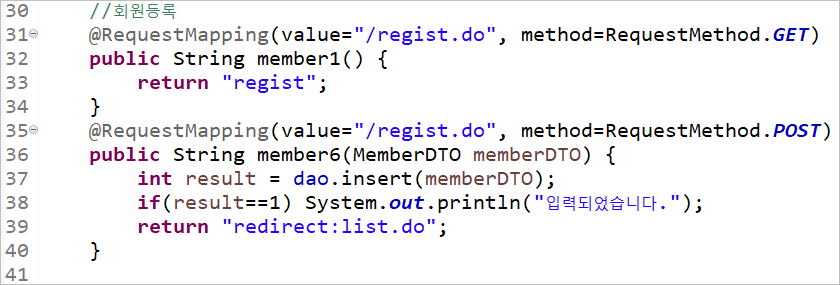 30 //회원등록
31 @RequestMapping(value="/regist.do", method=RequestMethod.GET)
32 public String member1() {
33 return "regist";
34 }
35 @RequestMapping(value="/regist.do", method=RequestMethod.POST)
36 public String member6(MemberDTO memberDTO) {
37 int result = dao.insert(memberDTO);
38 if(result==1) System.out.println("입력되었습니다.");
39 return "redirect:list.do";
40 }
41